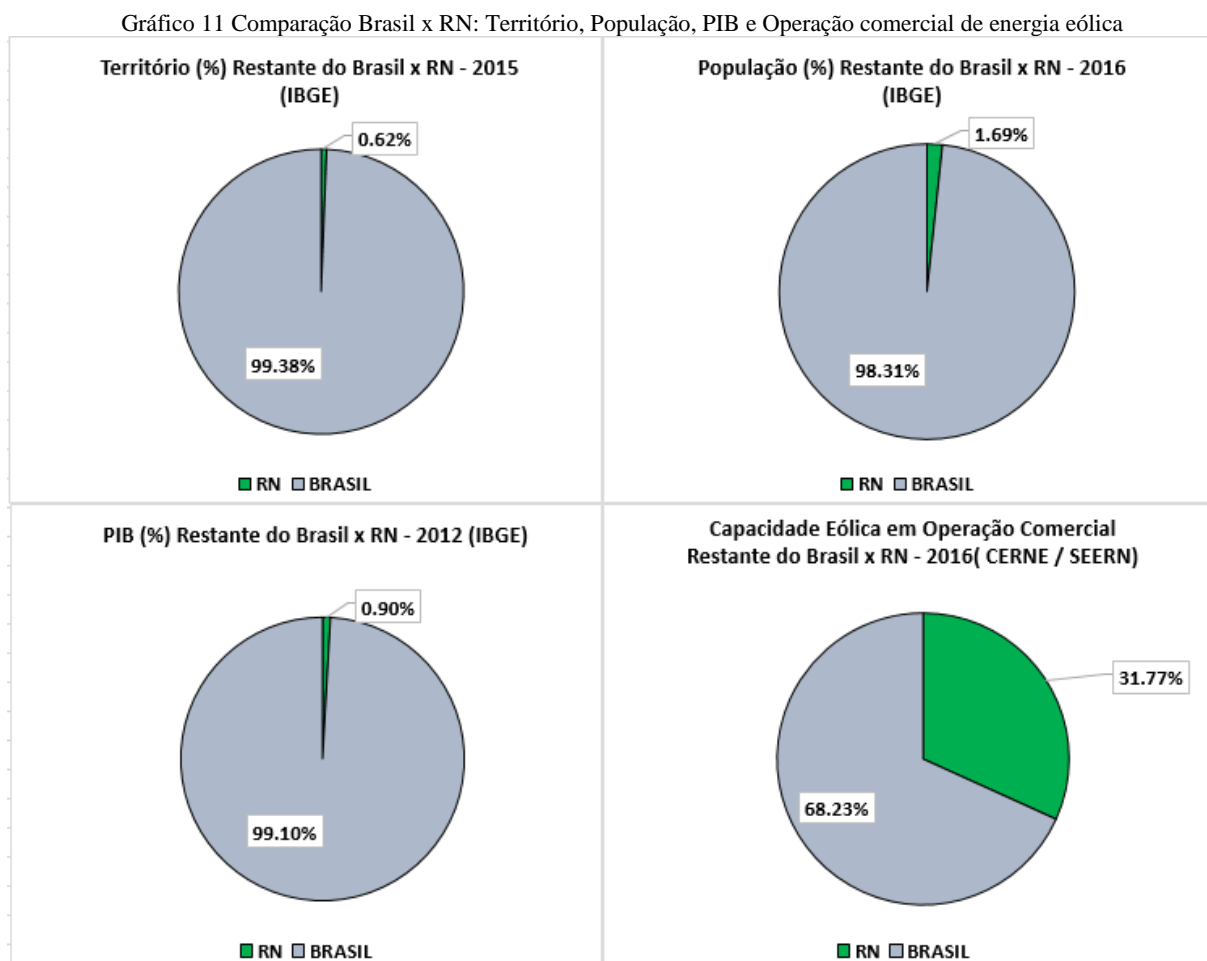 Gráfico 11 Comparação Brasil x RN: Território, População, PIB e Operação comercial de energia eólica
Território (%) Restante do Brasil x RN - 2015
(IBGE)
0.62%
99.38%
RN BRASIL
População (%) Restante do Brasil x RN - 2016
(IBGE)
1.69%
98.31%
RN BRASIL
PIB (%) Restante do Brasil x RN - 2012 (IBGE)
0.90%
99.10%
RN BRASIL
Capacidade Eólica em Operação Comercial
Restante do Brasil x RN - 2016( CERNE / SEERN)
31.77%
68.23%
RN BRASIL